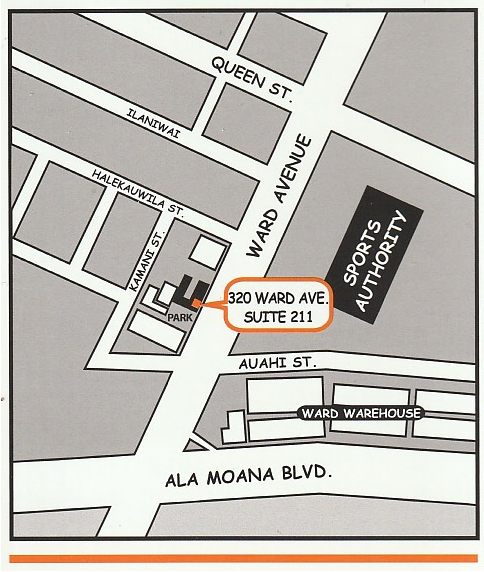 QUEEN ST.
ILANIWAI
HALEKAUWILA ST.
KAMANI ST.
WARD AVENUE
SPORTS
AUTHORITY
320 WARD AVE.
SUITE 211
PARK
AUAHI ST.
WARD WAREHOUSE
ALA MOANA BLVD.